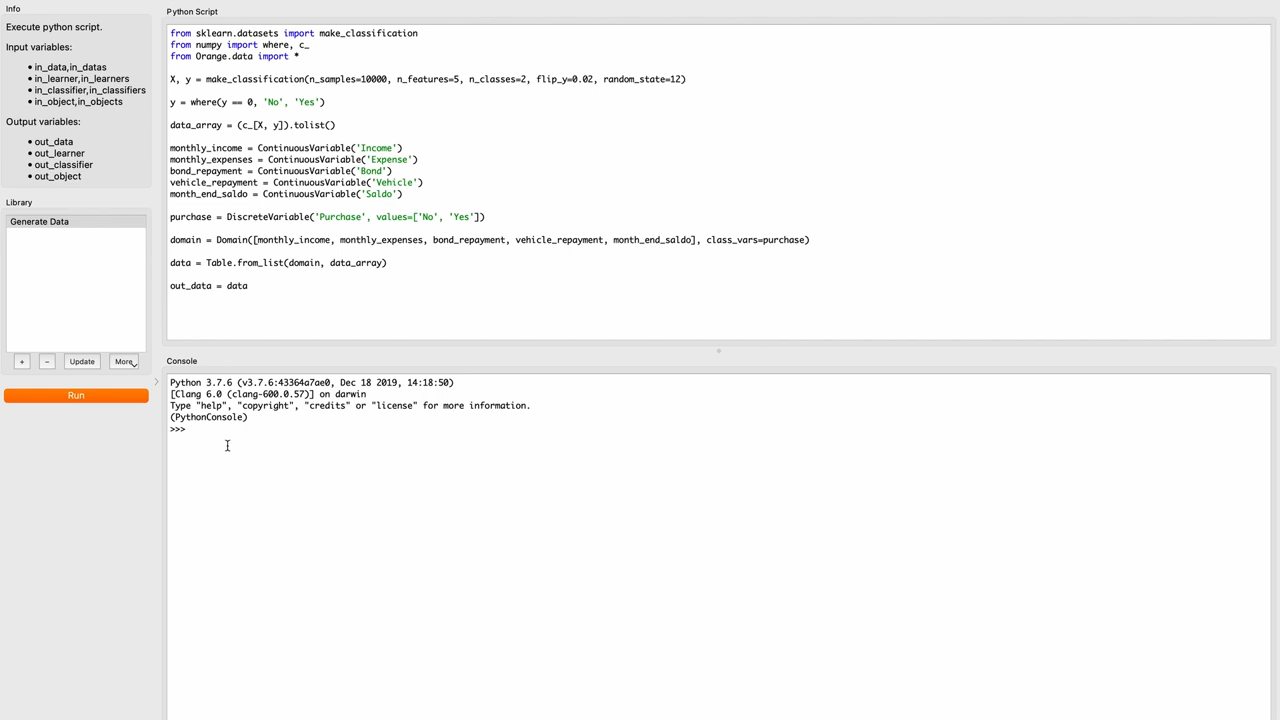 Info
Execute python script.
Input variables:
• in_data,in_datas
• in_learner,in_learners
• in_classifier,in_classifiers
• in_object,in_objects
Output variables:
• out_data
• out_learner
• out_classifier
• out_object
Library
Generate Data
+ − Update More
Run
Python Script
from sklearn.datasets import make_classification
from numpy import where, c_
from Orange.data import *
X, y = make_classification(n_samples=10000, n_features=5, n_classes=2, flip_y=0.02, random_state=12)
y = where(y == 0, 'No', 'Yes')
data_array = (c_[X, y]).tolist()
monthly_income = ContinuousVariable('Income')
monthly_expenses = ContinuousVariable('Expense')
bond_repayment = ContinuousVariable('Bond')
vehicle_repayment = ContinuousVariable('Vehicle')
month_end_saldo = ContinuousVariable('Saldo')
purchase = DiscreteVariable('Purchase', values=['No', 'Yes'])
domain = Domain([monthly_income, monthly_expenses, bond_repayment, vehicle_repayment, month_end_saldo], class_vars=purchase)
data = Table.from_list(domain, data_array)
out_data = data
Console
Python 3.7.6 (v3.7.6:43364a7ae0, Dec 18 2019, 14:18:50)
[Clang 6.0 (clang-600.0.57)] on darwin
Type "help", "copyright", "credits" or "license" for more information.
(PythonConsole)
>>>